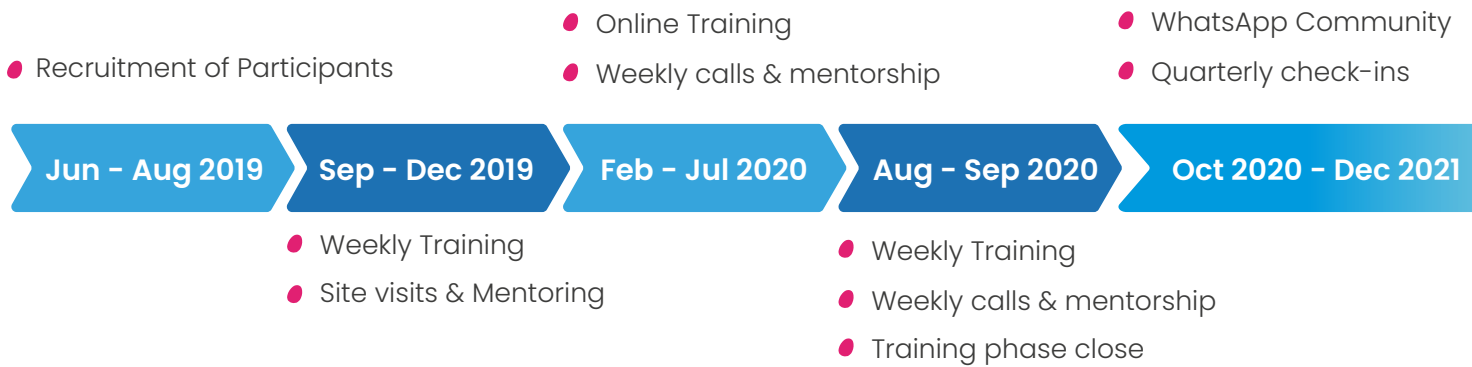 Recruitment of Participants
Online Training
Weekly calls & mentorship
WhatsApp Community
Quarterly check-ins
Jun - Aug 2019
Sep - Dec 2019
Feb - Jul 2020
Aug - Sep 2020
Oct 2020 - Dec 2021
Weekly Training
Site visits & Mentoring
Weekly Training
Weekly calls & mentorship
Training phase close